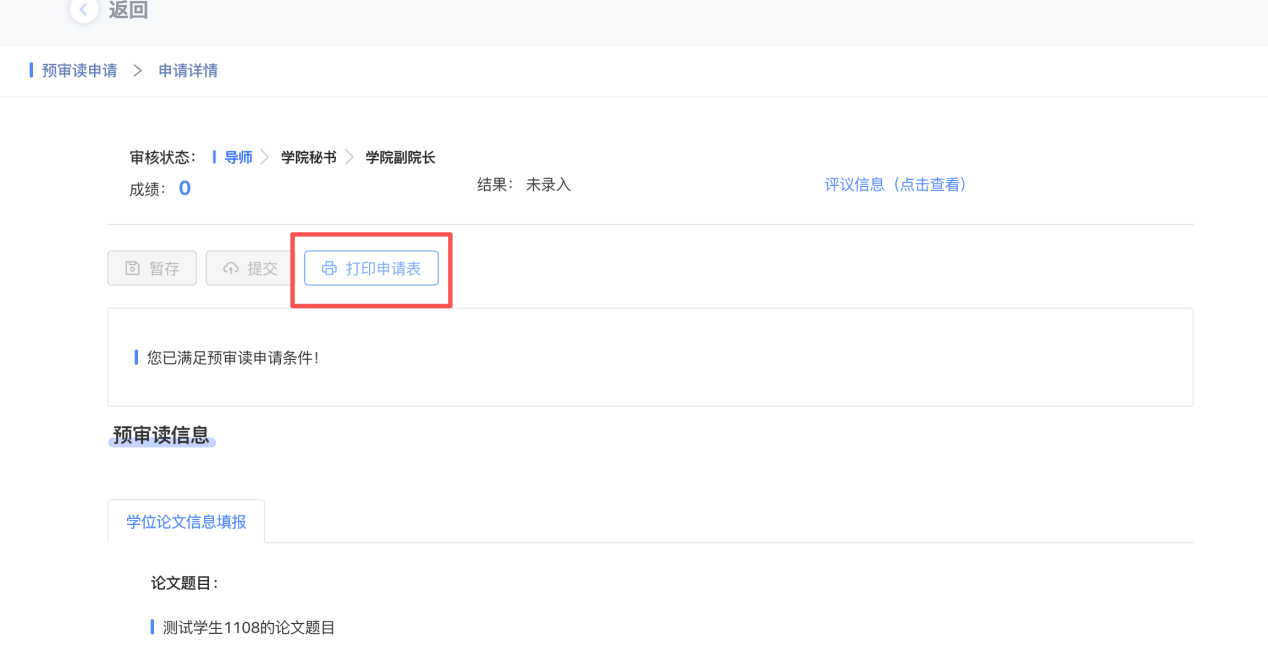 返回
预审读申请 > 申请详情
审核状态： 导师 > 学院秘书 > 学院副院长
成绩： 0 结果： 未录入 评议信息（点击查看）
暂存 提交 打印申请表
您已满足预审读申请条件！
预审读信息
学位论文信息填报
论文题目：
测试学生1108的论文题目